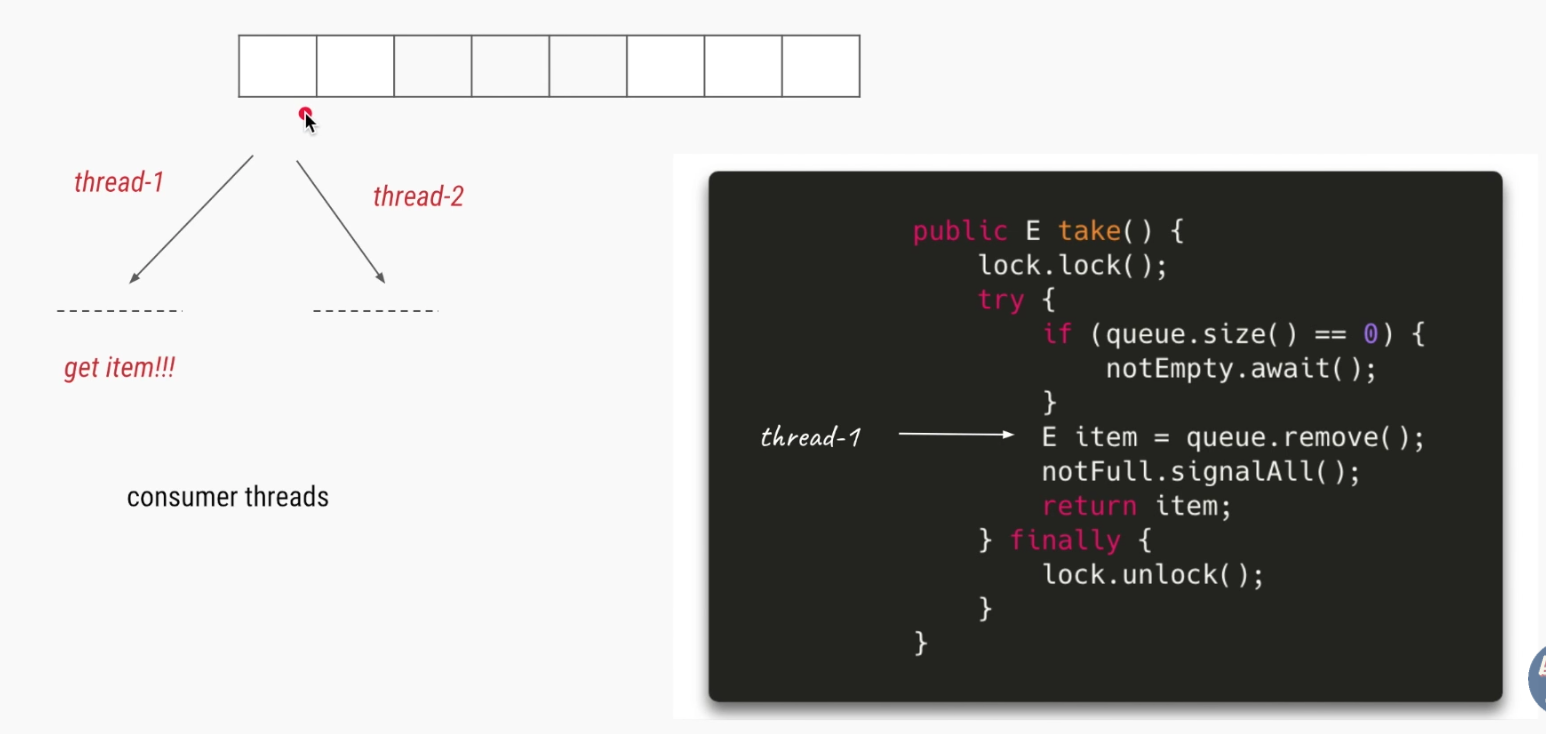 thread-1
thread-2
get item!!!
consumer threads
thread-1
public E take() {
    lock.lock();
    try {
        if (queue.size() == 0) {
            notEmpty.await();
        }
        E item = queue.remove();
        notFull.signalAll();
        return item;
    } finally {
        lock.unlock();
    }
}